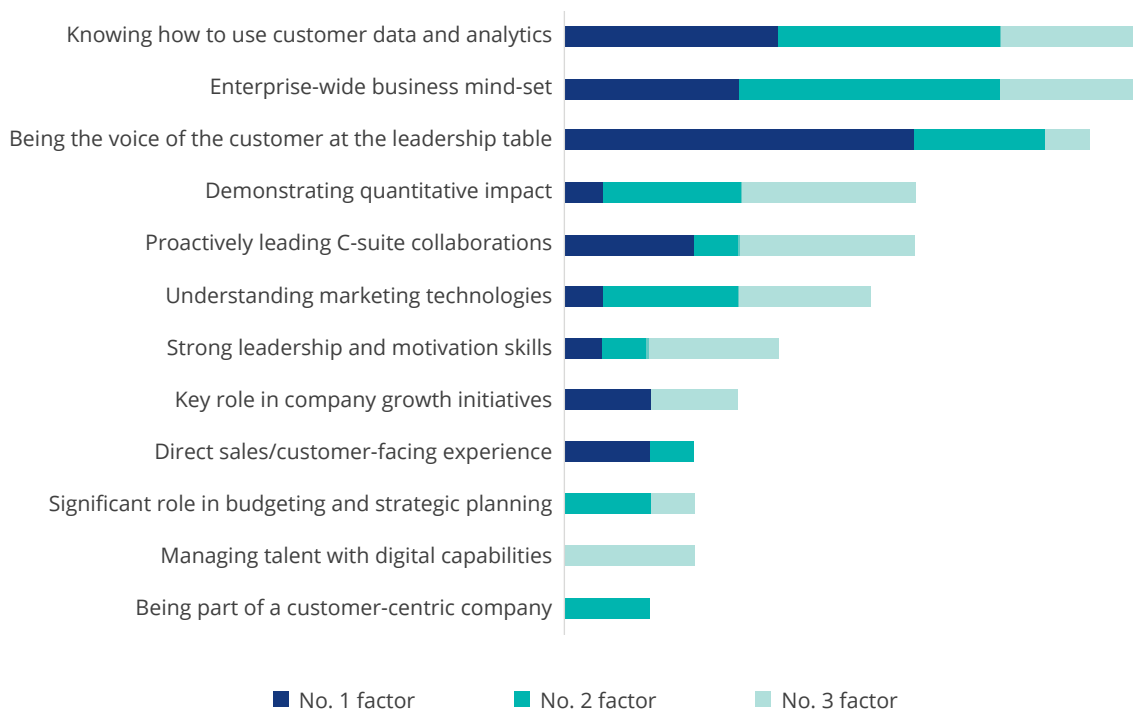 Knowing how to use customer data and analytics
Enterprise-wide business mind-set
Being the voice of the customer at the leadership table
Demonstrating quantitative impact
Proactively leading C-suite collaborations
Understanding marketing technologies
Strong leadership and motivation skills
Key role in company growth initiatives
Direct sales/customer-facing experience
Significant role in budgeting and strategic planning
Managing talent with digital capabilities
Being part of a customer-centric company
No. 1 factor No. 2 factor No. 3 factor